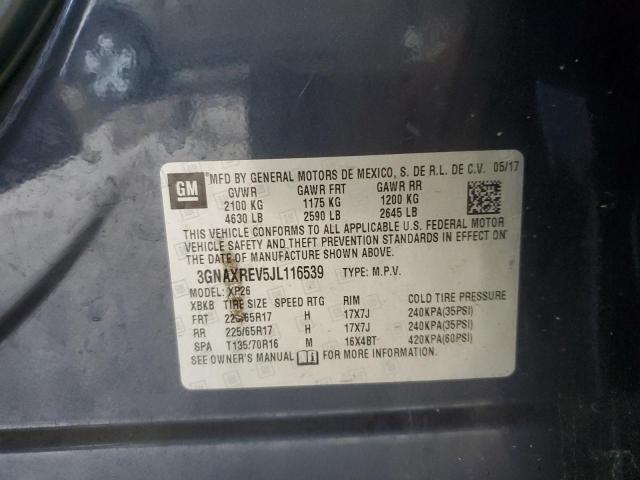 GM MFD BY GENERAL MOTORS DE MEXICO, S. DE R.L. DE C.V. 05/17
GVWR GAWR FRT GAWR RR
2100 KG 1175 KG 1200 KG
4630 LB 2590 LB 2645 LB
THIS VEHICLE CONFORMS TO ALL APPLICABLE U.S. FEDERAL MOTOR
VEHICLE SAFETY AND THEFT PREVENTION STANDARDS IN EFFECT ON
THE DATE OF MANUFACTURE SHOWN ABOVE.
3GNAXREV5JL116539 TYPE: M.P.V.
MODEL: XP26
XBKB TIRE SIZE SPEED RTG RIM COLD TIRE PRESSURE
FRT 225/65R17 H 17X7J 240KPA(35PSI)
RR 225/65R17 H 17X7J 240KPA(35PSI)
SPA T135/70R16 M 16X4BT 420KPA(60PSI)
SEE OWNER'S MANUAL FOR MORE INFORMATION.